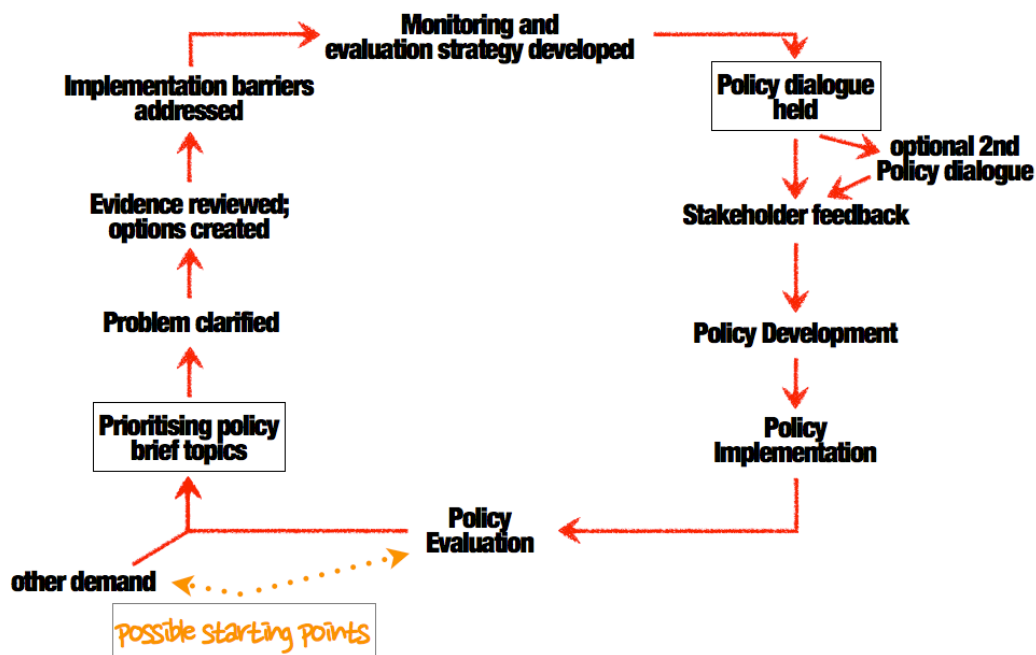 Monitoring and
evaluation strategy developed
Implementation barriers
addressed
Policy dialogue
held
optional 2nd
Policy dialogue
Evidence reviewed;
options created
Stakeholder feedback
Problem clarified
Policy Development
Prioritising policy
brief topics
Policy
Implementation
Policy
Evaluation
other demand
possible starting points